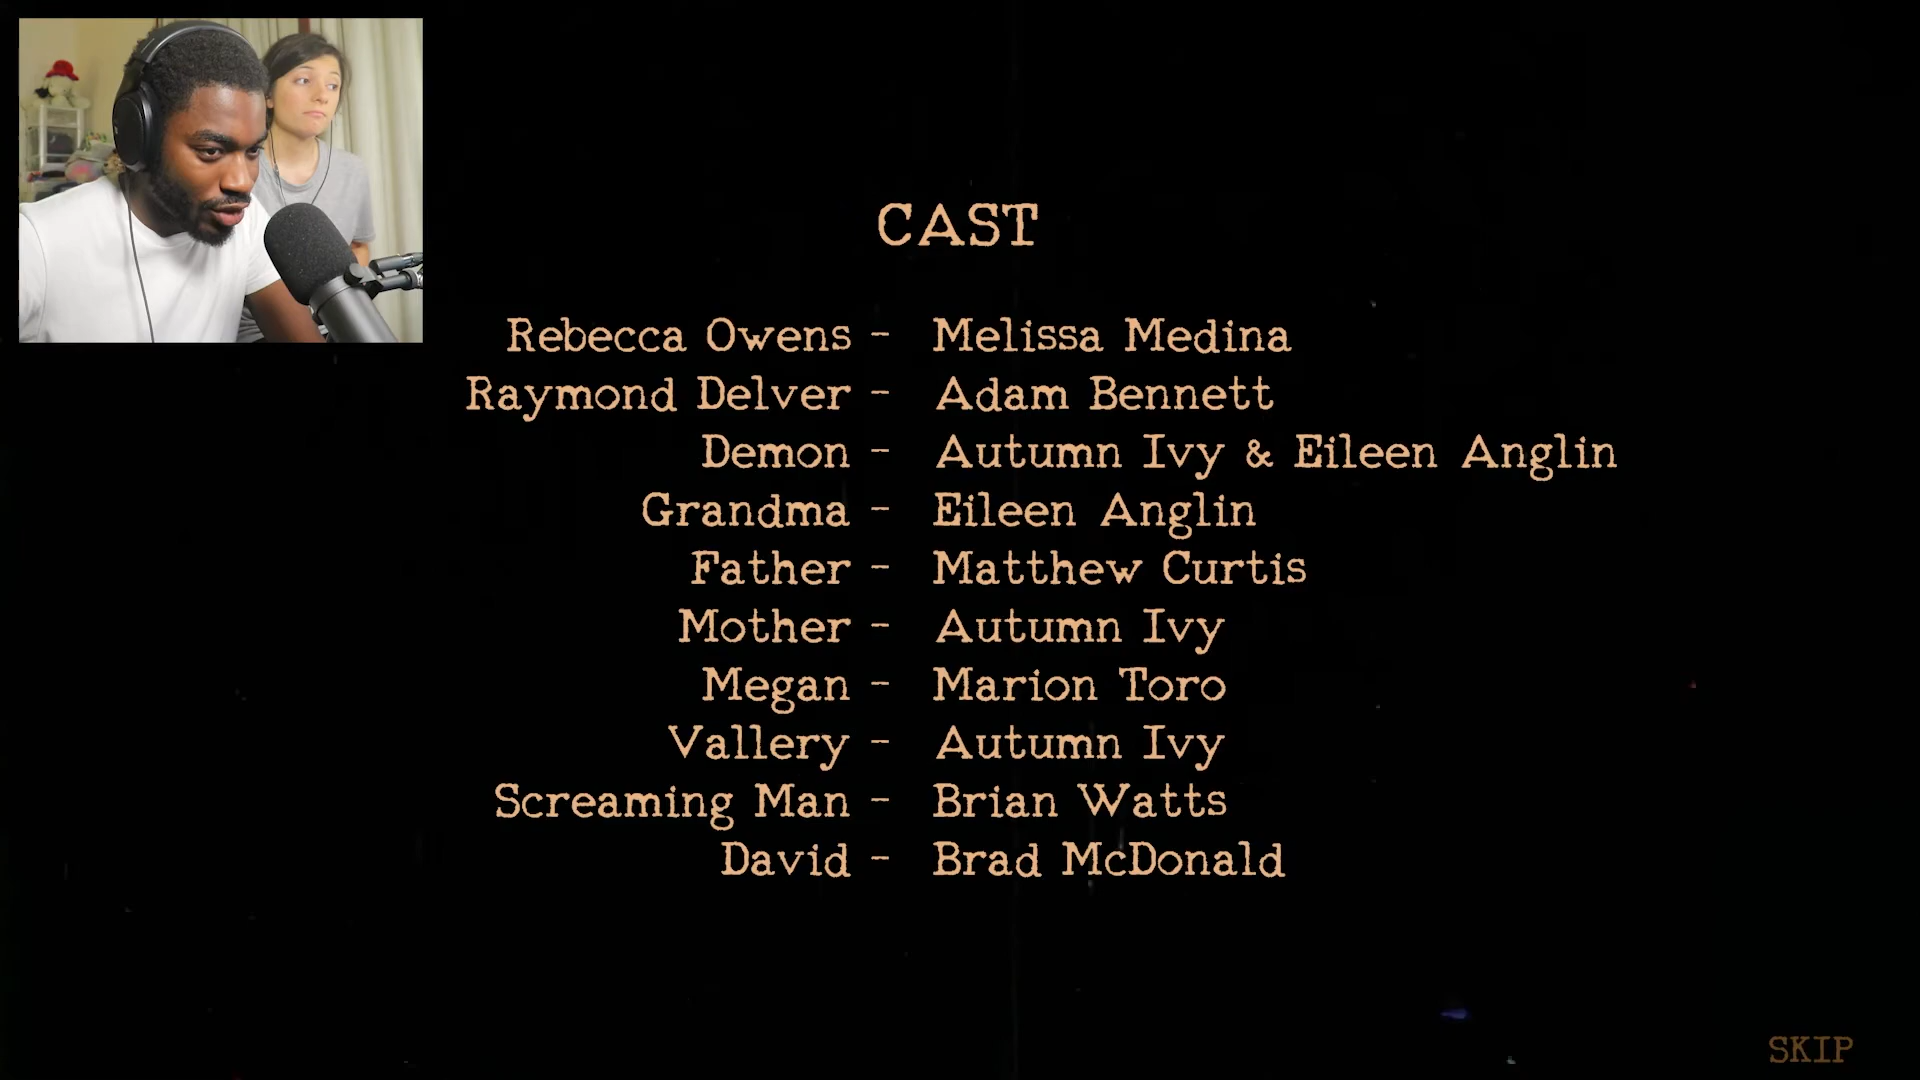 CAST
Rebecca Owens - Melissa Medina
Raymond Delver - Adam Bennett
Demon - Autumn Ivy & Eileen Anglin
Grandma - Eileen Anglin
Father - Matthew Curtis
Mother - Autumn Ivy
Megan - Marion Toro
Vallery - Autumn Ivy
Screaming Man - Brian Watts
David - Brad McDonald
SKIP